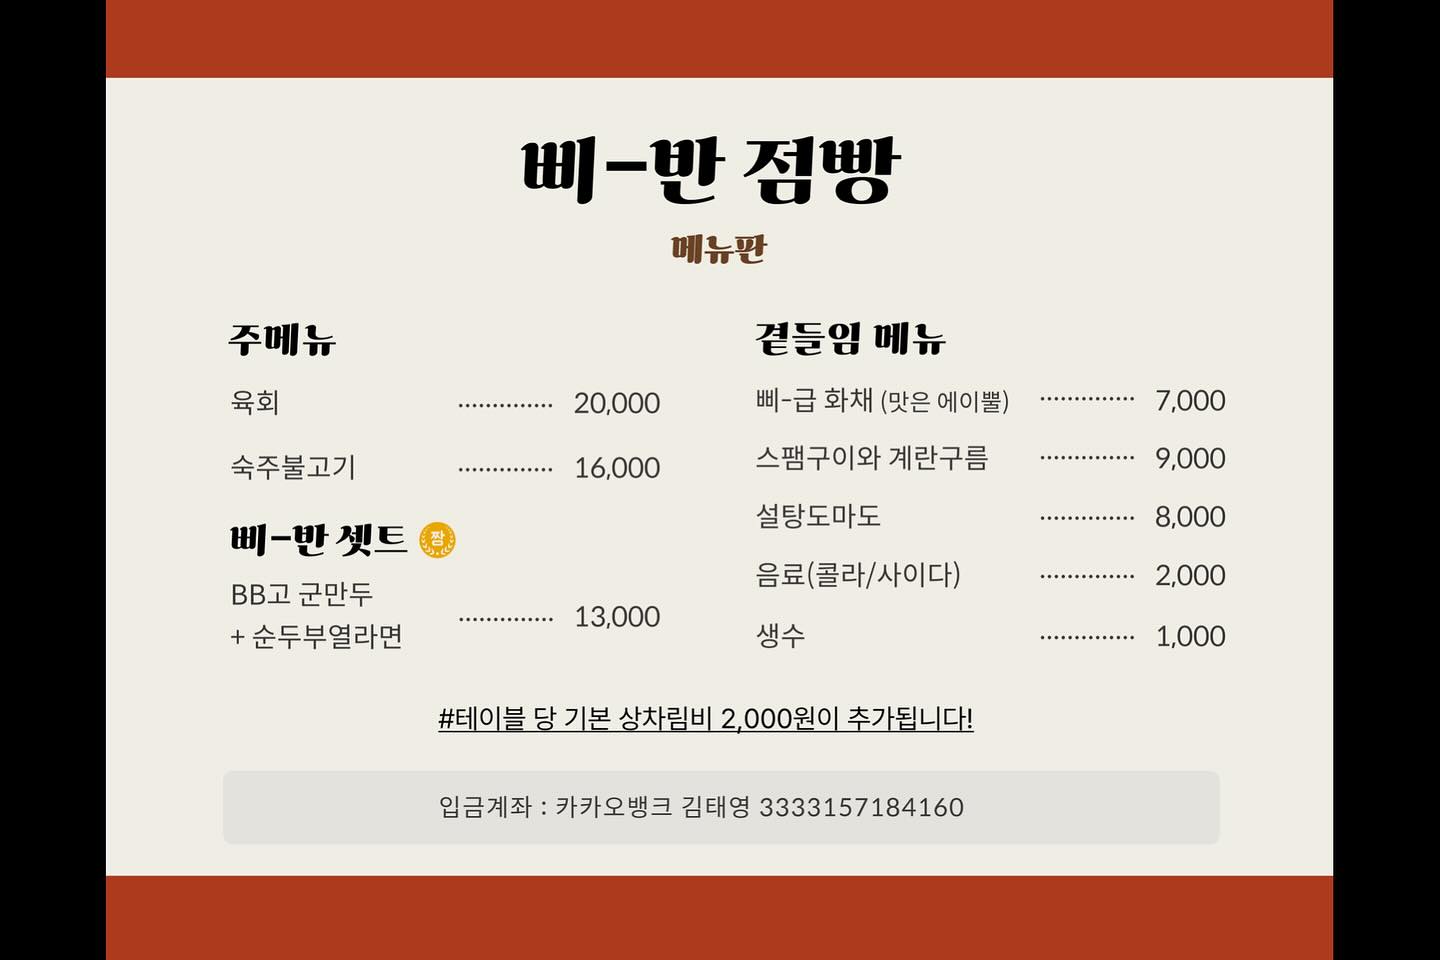 삐-반 점빵
메뉴판
주메뉴
육회 ·············· 20,000
숙주불고기 ·············· 16,000
삐-반 셋트 짱
BB고 군만두
+ 순두부열라면 ·············· 13,000
곁들임 메뉴
삐-급 화채 (맛은 에이뿔) ·············· 7,000
스팸구이와 계란구름 ·············· 9,000
설탕도마도 ·············· 8,000
음료(콜라/사이다) ·············· 2,000
생수 ·············· 1,000
#테이블 당 기본 상차림비 2,000원이 추가됩니다!
입금계좌 : 카카오뱅크 김태영 3333157184160